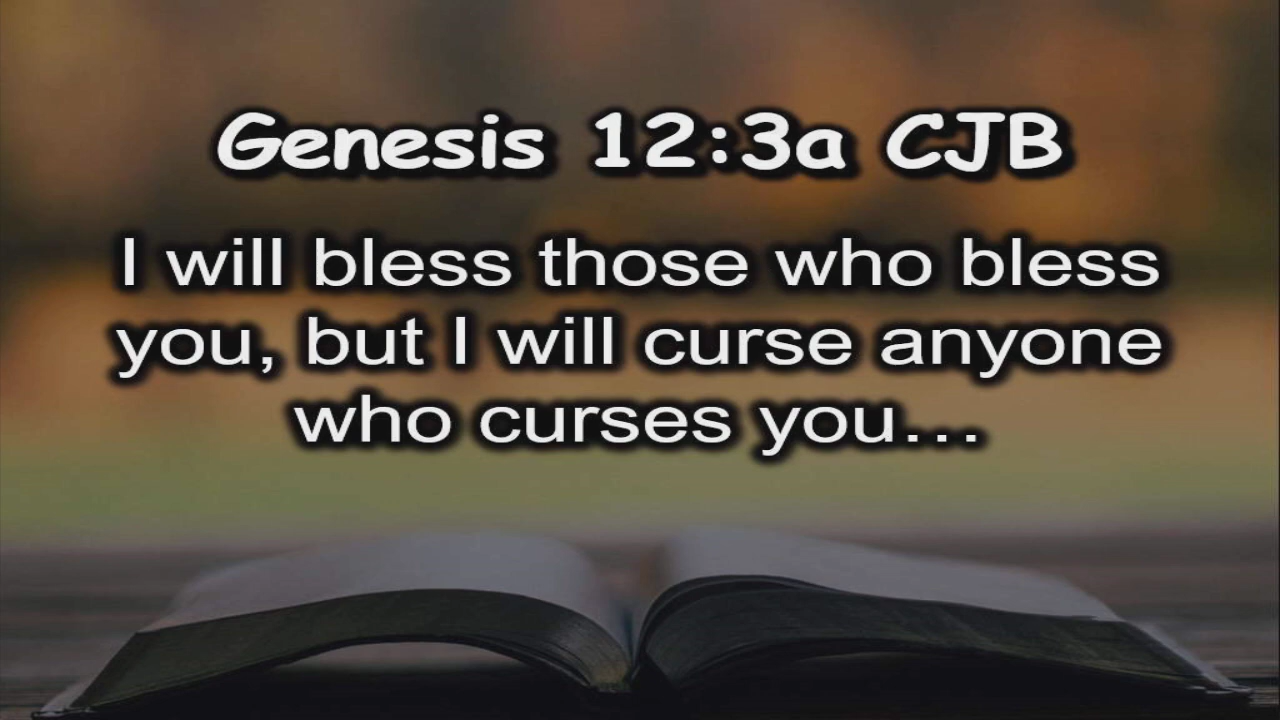 Genesis 12:3a CJB
I will bless those who bless
you, but I will curse anyone
who curses you…